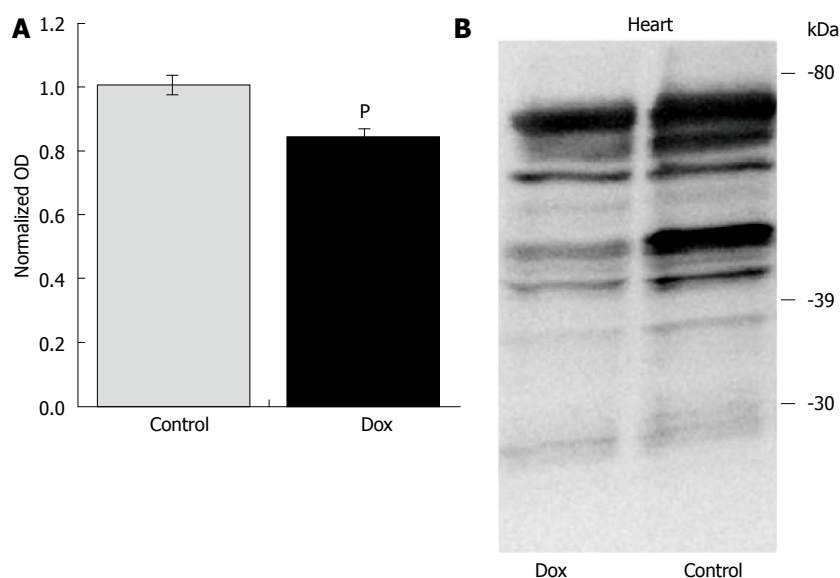 A
Normalized OD
1.2
1.0
0.8
0.6
0.4
0.2
0.0
P
Control
Dox
B
Heart
kDa
-80
-39
-30
Dox
Control